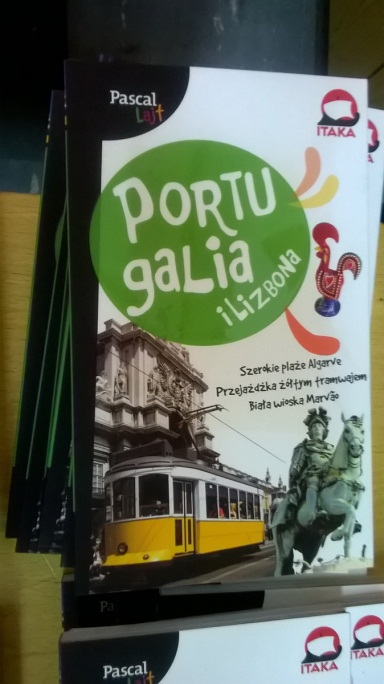 Pascal
Lajt
ITAKA
PORTU
galia
i LIZBONA
Szerokie plaże Algarve
Przejażdżka żółtym tramwajem
Biała wioska Marvão
Pa
ITAKA
Pascal
Lajt
ITAKA